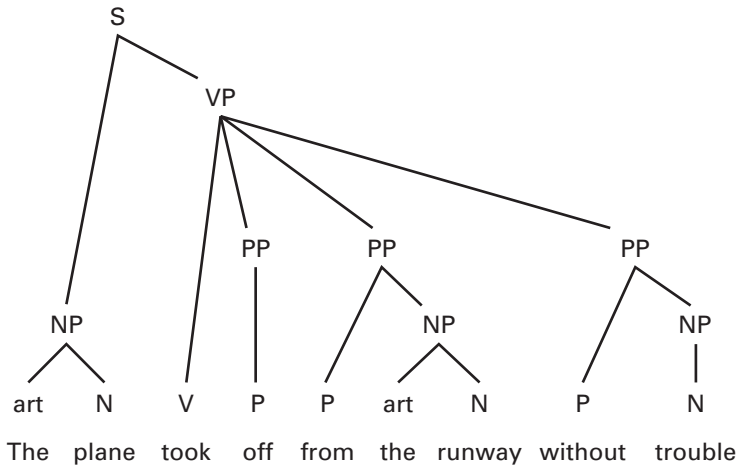 S
VP
PP PP PP
NP NP NP
art N V P P art N P N
The plane took off from the runway without trouble